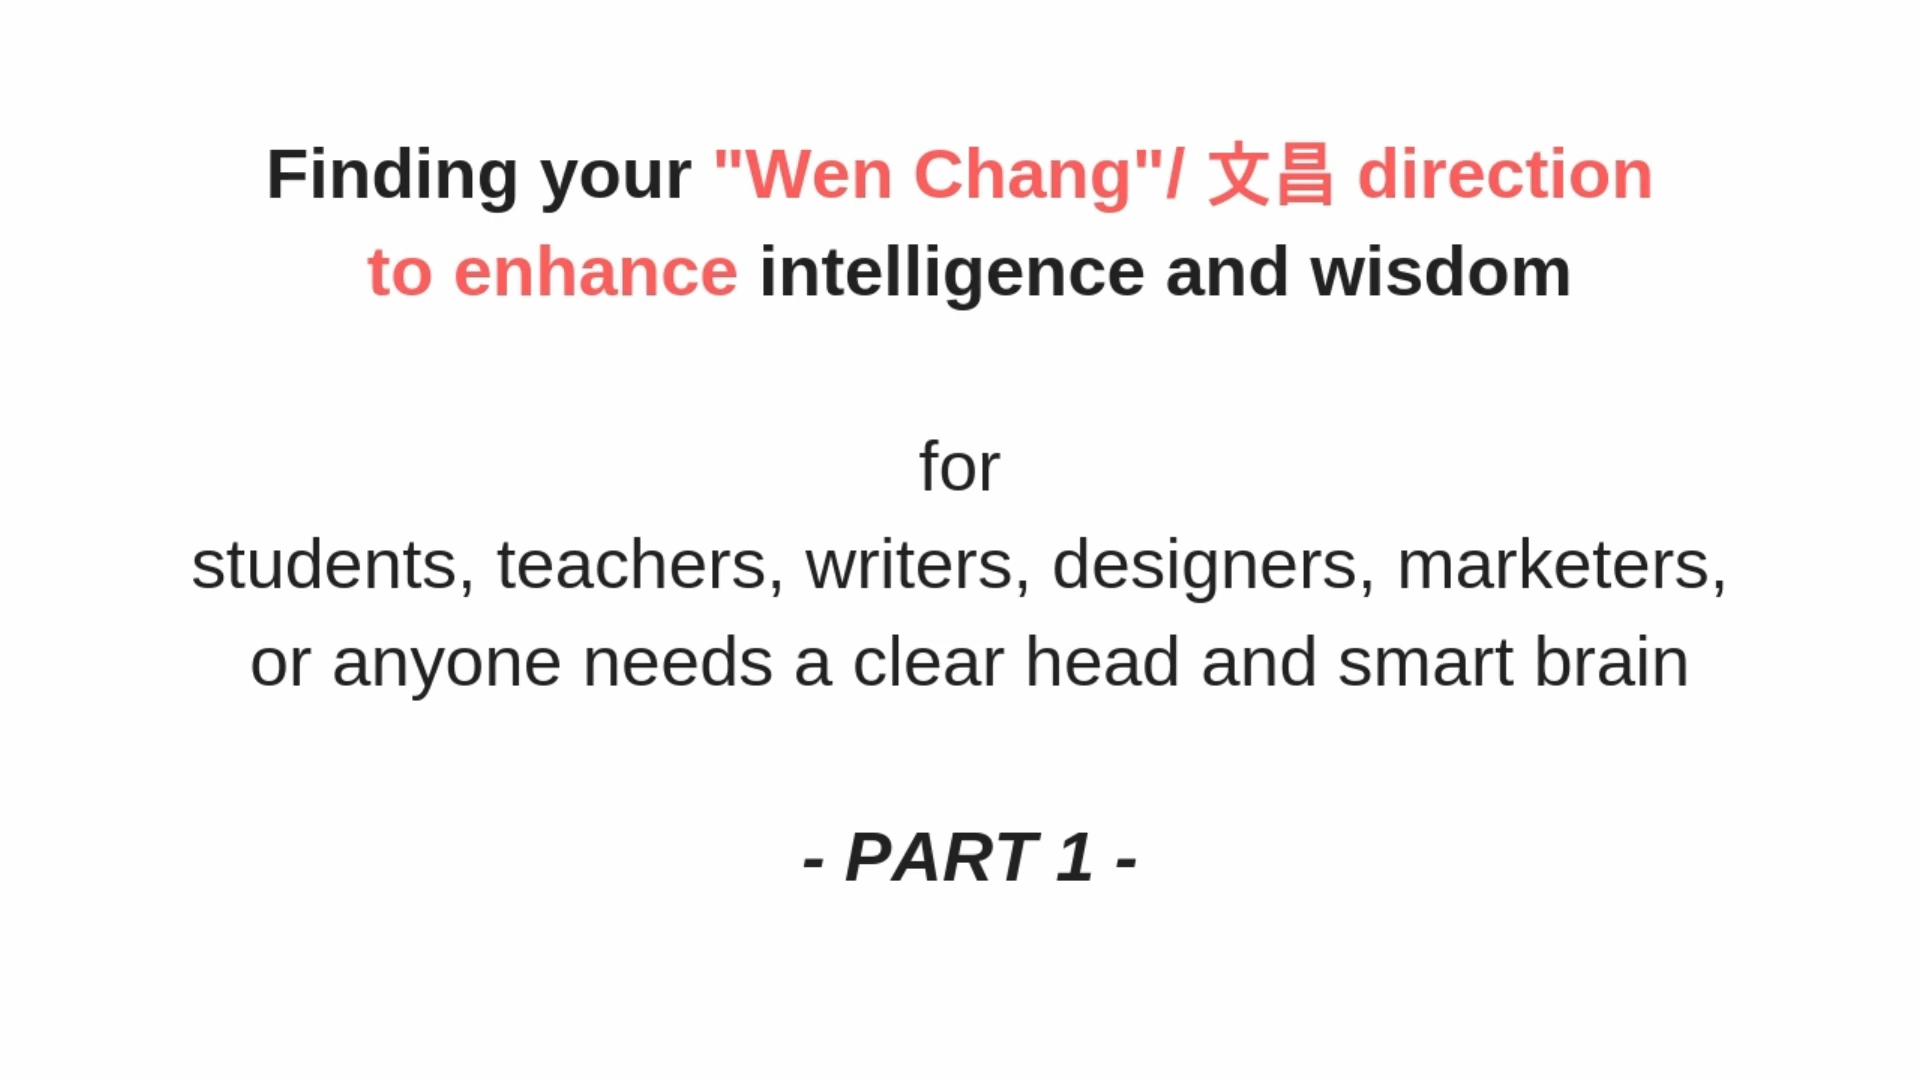 Finding your "Wen Chang"/ 文昌 direction
to enhance intelligence and wisdom
for
students, teachers, writers, designers, marketers,
or anyone needs a clear head and smart brain
- PART 1 -